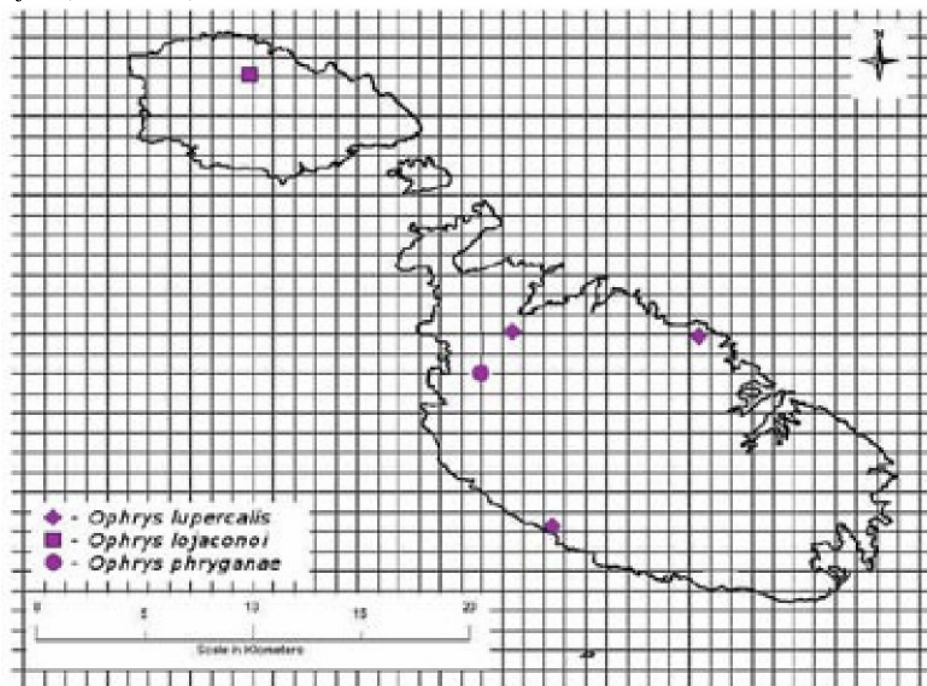 N
◆ - Ophrys lupercalis
■ - Ophrys lojaconoi
● - Ophrys phryganae
0 5 10 15 20
Scale in Kilometers